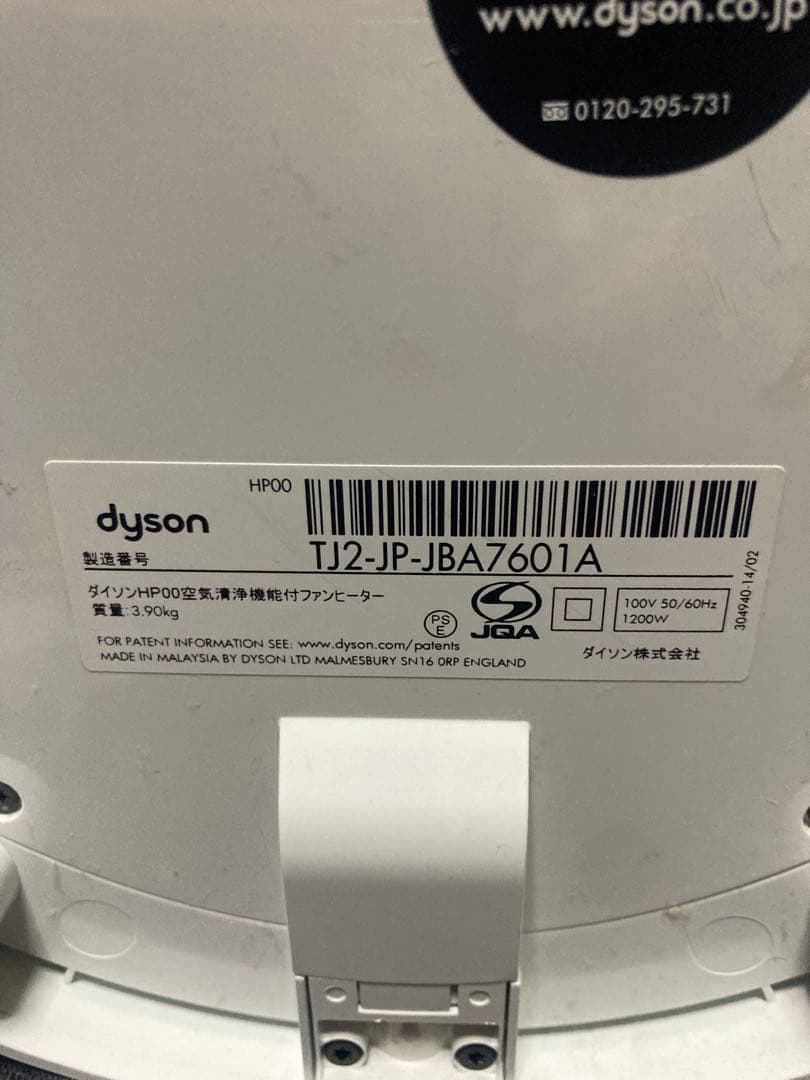 www.dyson.co.jp
0120-295-731
HP00
dyson
製造番号
TJ2-JP-JBA7601A
ダイソンHP00空気清浄機能付ファンヒーター
質量:3.90kg
PS
E
JQA
100V 50/60Hz
1200W
304940-14/02
FOR PATENT INFORMATION SEE: www.dyson.com/patents
MADE IN MALAYSIA BY DYSON LTD MALMESBURY SN16 0RP ENGLAND
ダイソン株式会社